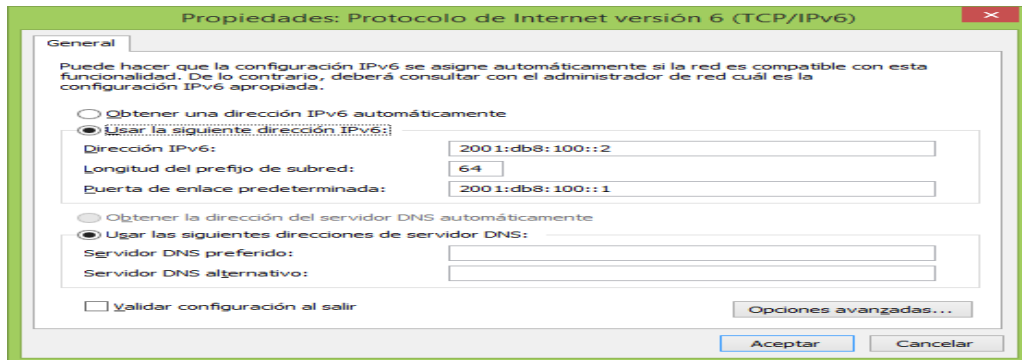 Propiedades: Protocolo de Internet versión 6 (TCP/IPv6)
General
Puede hacer que la configuración IPv6 se asigne automáticamente si la red es compatible con esta
funcionalidad. De lo contrario, deberá consultar con el administrador de red cuál es la
configuración IPv6 apropiada.
Obtener una dirección IPv6 automáticamente
Usar la siguiente dirección IPv6:
Dirección IPv6: 2001:db8:100::2
Longitud del prefijo de subred: 64
Puerta de enlace predeterminada: 2001:db8:100::1
Obtener la dirección del servidor DNS automáticamente
Usar las siguientes direcciones de servidor DNS:
Servidor DNS preferido:
Servidor DNS alternativo:
Validar configuración al salir
Opciones avanzadas...
Aceptar Cancelar